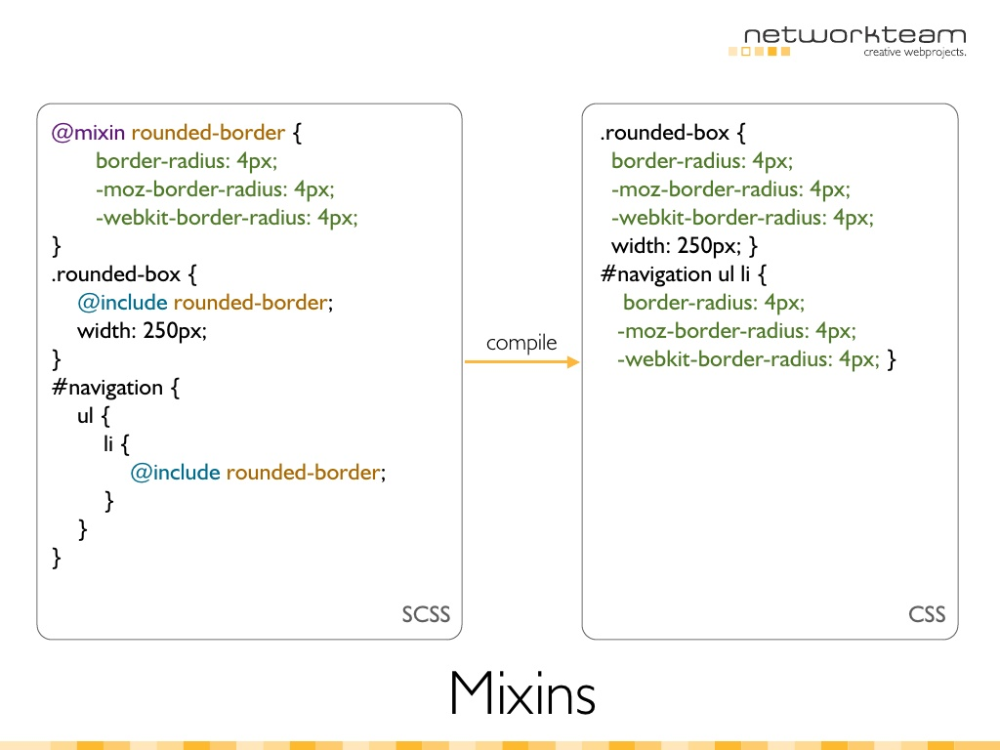 networkteam
creative webprojects.
@mixin rounded-border {
border-radius: 4px;
-moz-border-radius: 4px;
-webkit-border-radius: 4px;
}
.rounded-box {
@include rounded-border;
width: 250px;
}
#navigation {
ul {
li {
@include rounded-border;
}
}
}
SCSS
compile
.rounded-box {
border-radius: 4px;
-moz-border-radius: 4px;
-webkit-border-radius: 4px;
width: 250px; }
#navigation ul li {
border-radius: 4px;
-moz-border-radius: 4px;
-webkit-border-radius: 4px; }
CSS
Mixins